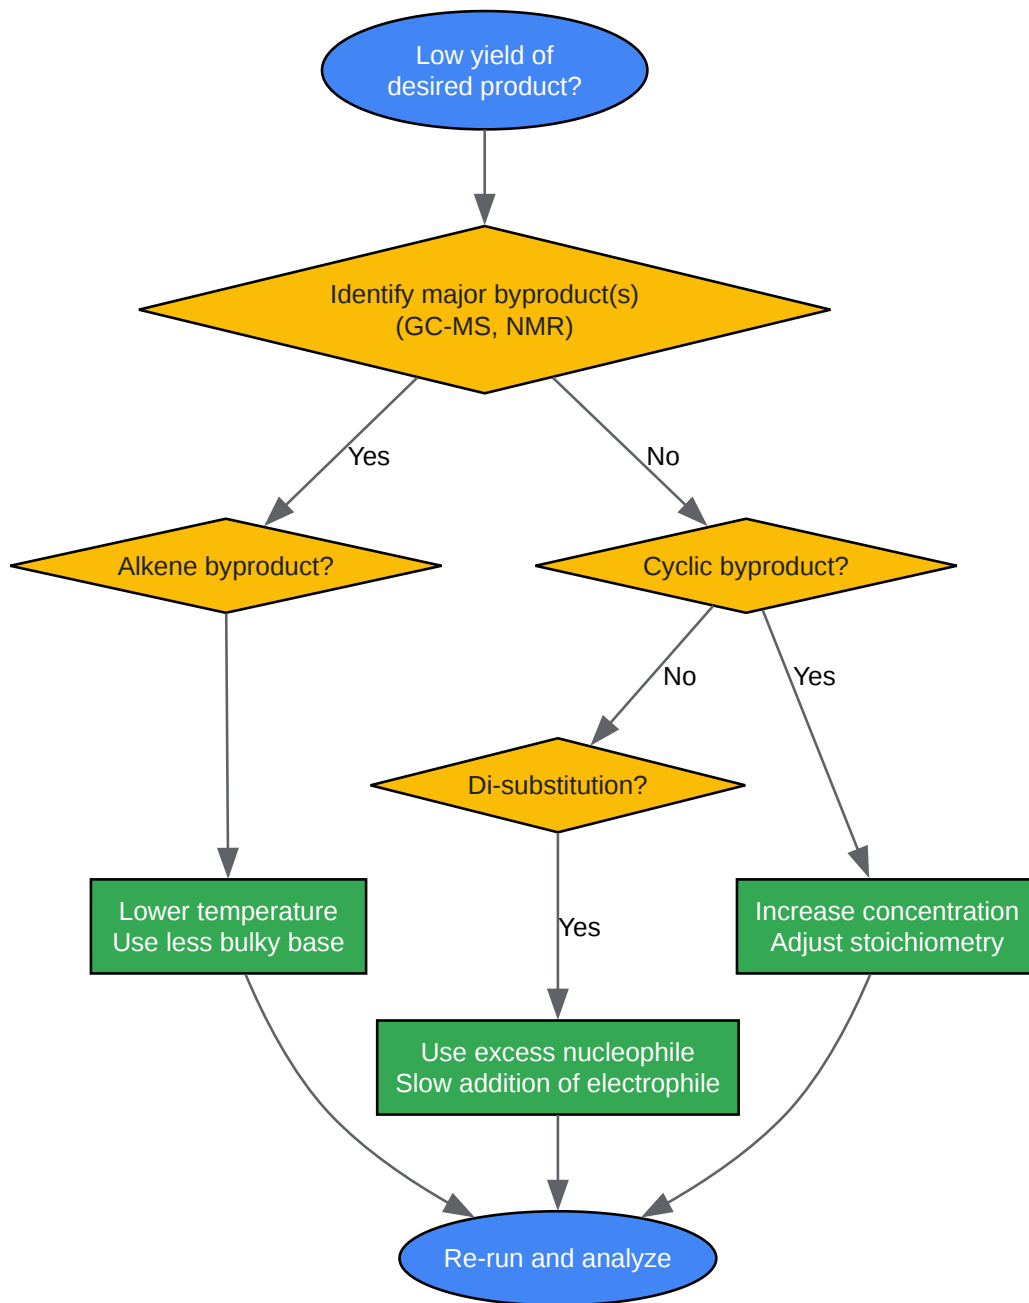 Low yield of
desired product?
Identify major byproduct(s)
(GC-MS, NMR)
Yes
No
Alkene byproduct?
Cyclic byproduct?
No
Yes
Di-substitution?
Lower temperature
Use less bulky base
Increase concentration
Adjust stoichiometry
Yes
Use excess nucleophile
Slow addition of electrophile
Re-run and analyze